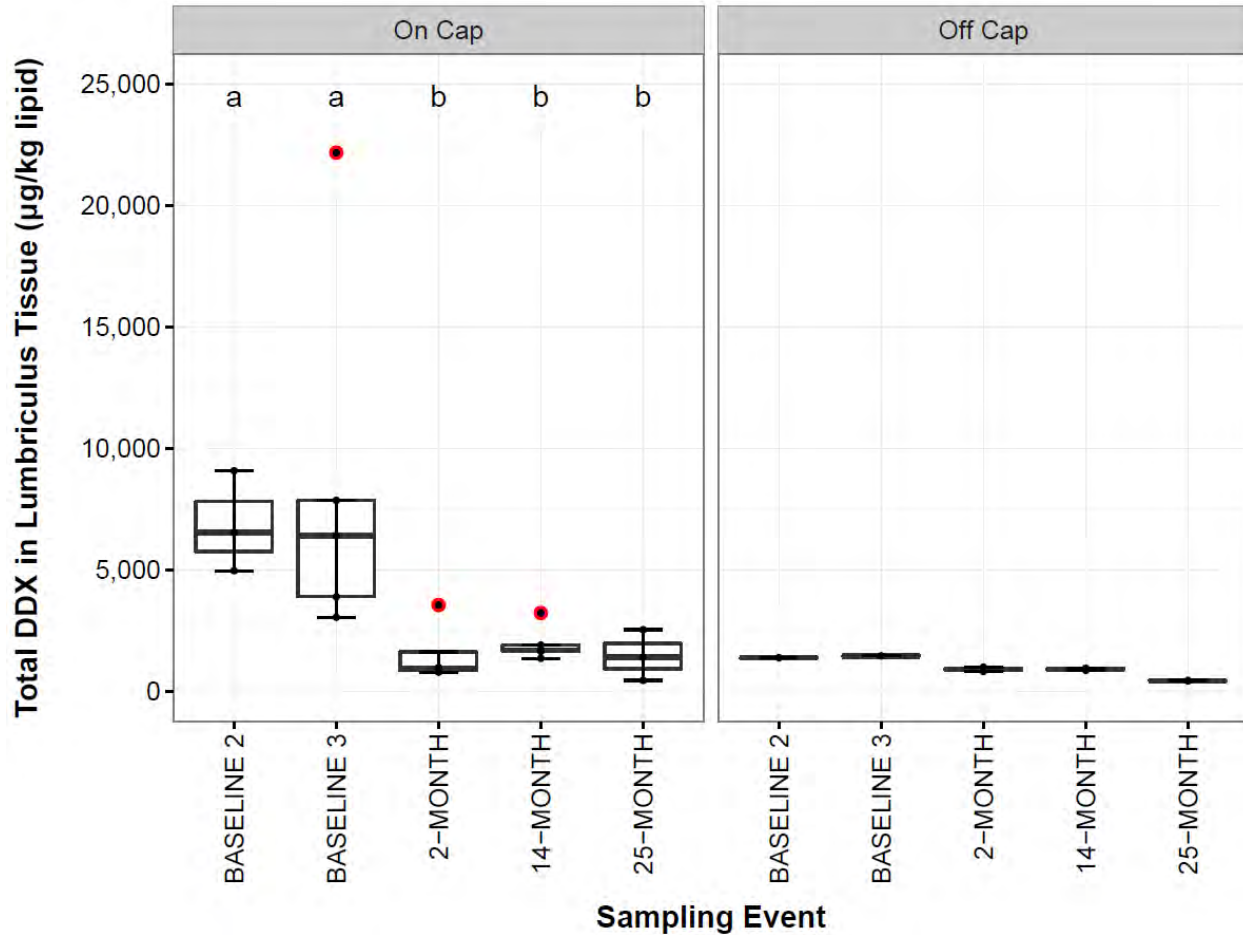 On Cap
Off Cap
Total DDX in Lumbriculus Tissue (µg/kg lipid)
25,000
20,000
15,000
10,000
5,000
0
a a b b b
BASELINE 2
BASELINE 3
2-MONTH
14-MONTH
25-MONTH
BASELINE 2
BASELINE 3
2-MONTH
14-MONTH
25-MONTH
Sampling Event